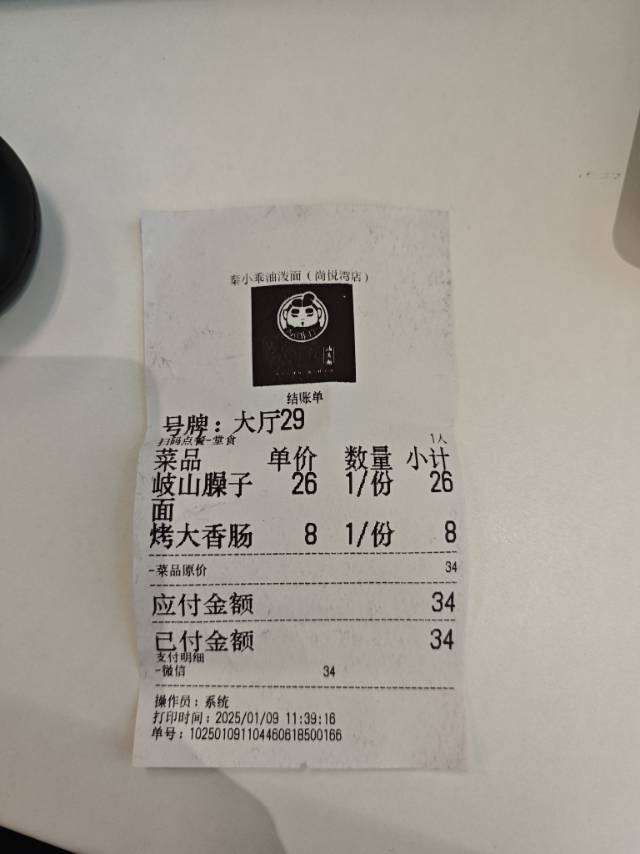 秦小乖油泼面（尚悦湾店）
结账单
号牌：大厅29
扫码点餐-堂食 1人
菜品 单价 数量 小计
岐山臊子 26 1/份 26
面
烤大香肠 8 1/份 8
-菜品原价 34
应付金额 34
已付金额 34
支付明细
-微信 34
操作员：系统
打印时间：2025/01/09 11:39:16
单号：102501091104460618500166